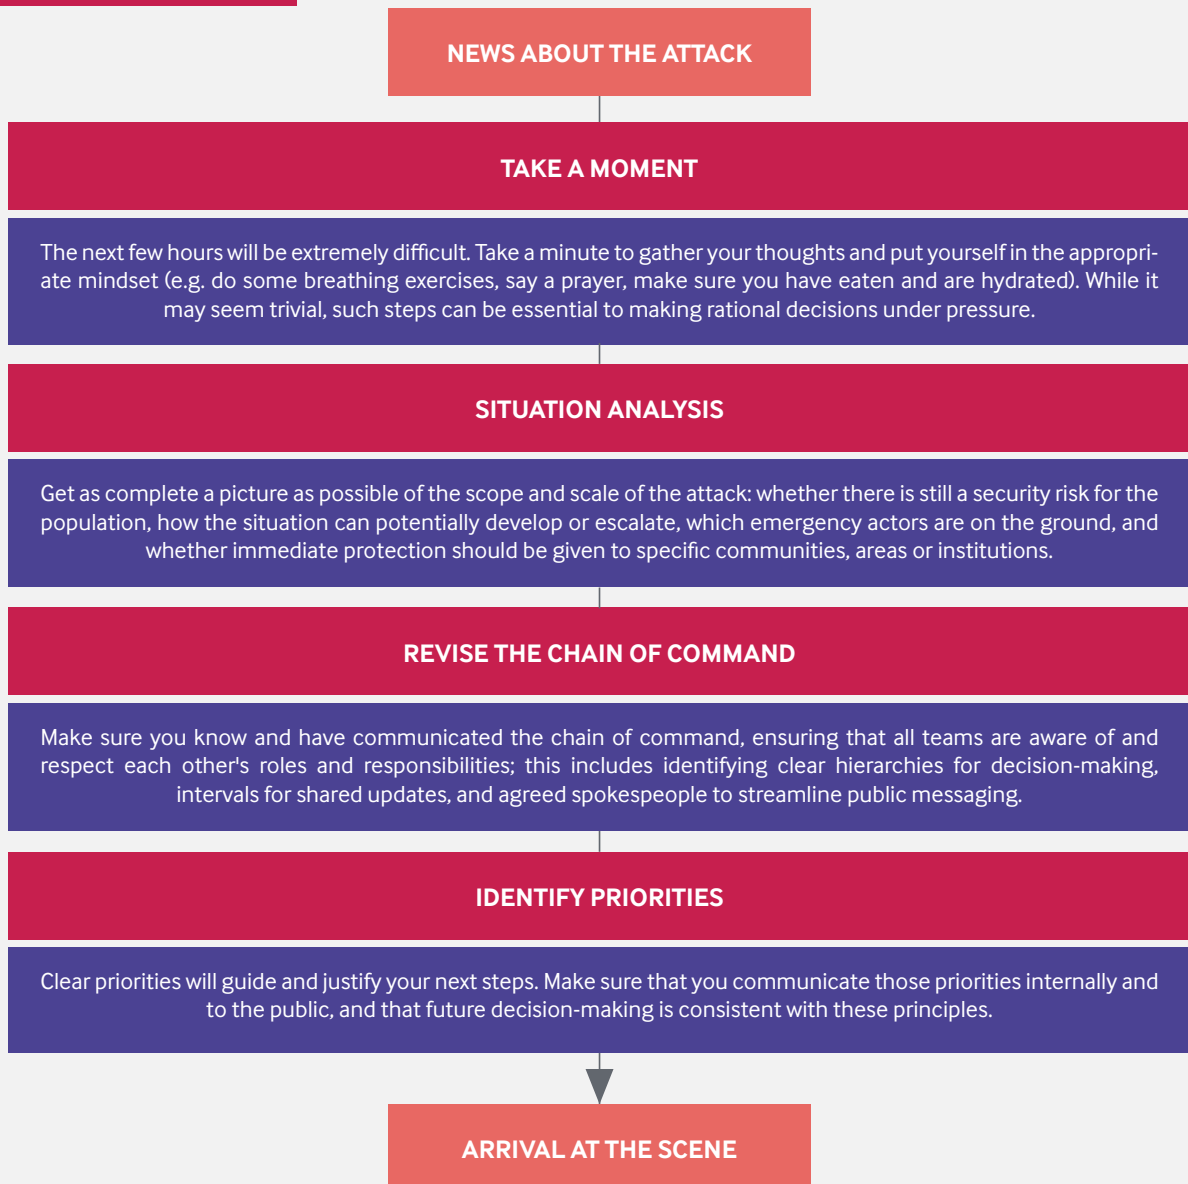 NEWS ABOUT THE ATTACK
TAKE A MOMENT
The next few hours will be extremely difficult. Take a minute to gather your thoughts and put yourself in the appropri-
ate mindset (e.g. do some breathing exercises, say a prayer, make sure you have eaten and are hydrated). While it
may seem trivial, such steps can be essential to making rational decisions under pressure.
SITUATION ANALYSIS
Get as complete a picture as possible of the scope and scale of the attack: whether there is still a security risk for the
population, how the situation can potentially develop or escalate, which emergency actors are on the ground, and
whether immediate protection should be given to specific communities, areas or institutions.
REVISE THE CHAIN OF COMMAND
Make sure you know and have communicated the chain of command, ensuring that all teams are aware of and
respect each other's roles and responsibilities; this includes identifying clear hierarchies for decision-making,
intervals for shared updates, and agreed spokespeople to streamline public messaging.
IDENTIFY PRIORITIES
Clear priorities will guide and justify your next steps. Make sure that you communicate those priorities internally and
to the public, and that future decision-making is consistent with these principles.
ARRIVAL AT THE SCENE